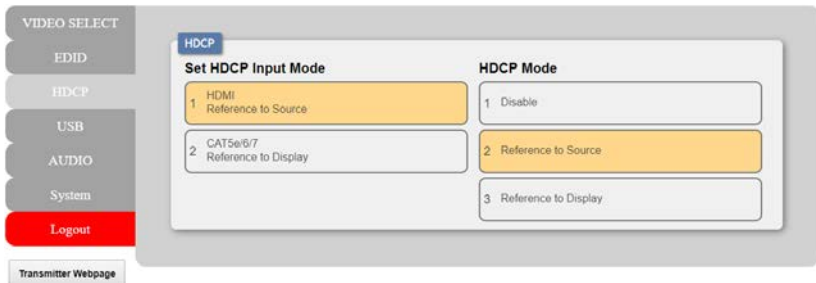 VIDEO SELECT
EDID
HDCP
USB
AUDIO
System
Logout
Transmitter Webpage
HDCP
Set HDCP Input Mode
1 HDMI
Reference to Source
2 CAT5e/6/7
Reference to Display
HDCP Mode
1 Disable
2 Reference to Source
3 Reference to Display